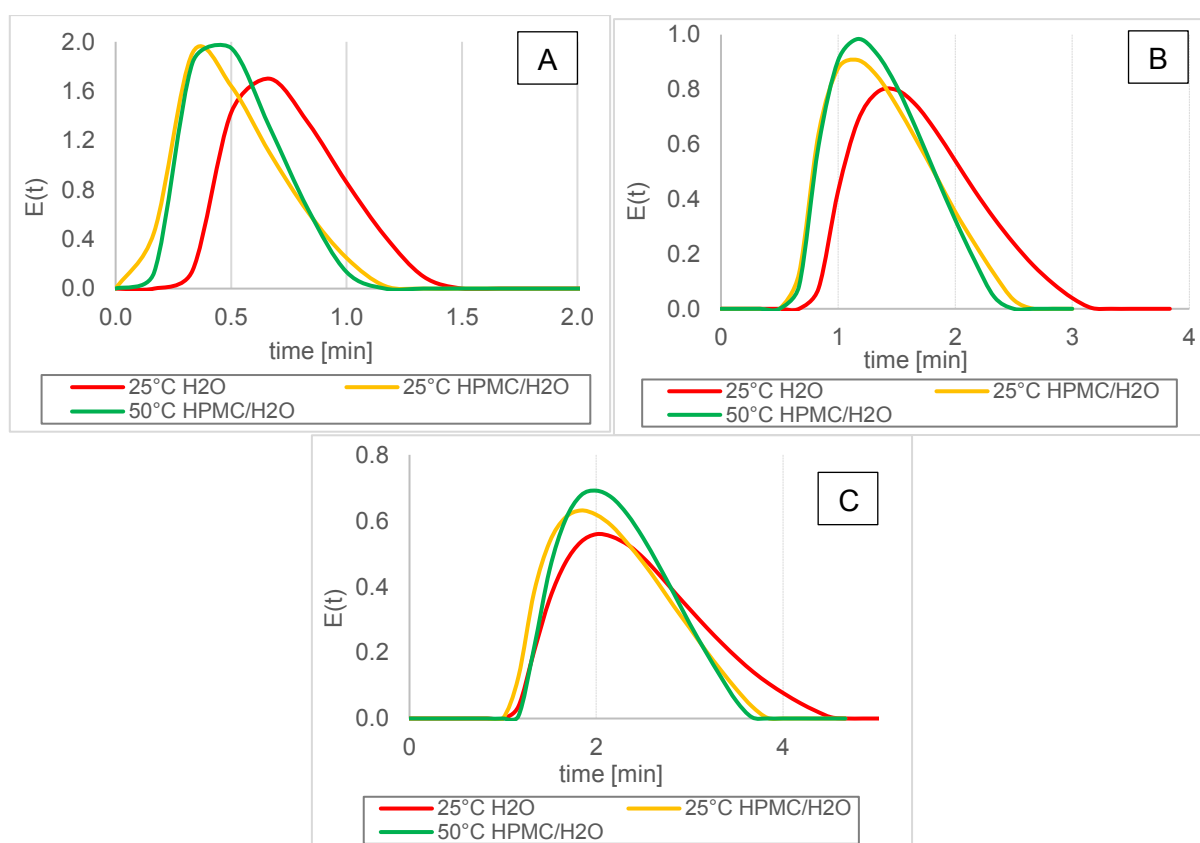 A
2.0
1.6
1.2
0.8
0.4
0.0
E(t)
0.0 0.5 1.0 1.5 2.0
time [min]
25°C H2O 25°C HPMC/H2O
50°C HPMC/H2O
B
1.0
0.8
0.6
0.4
0.2
0.0
E(t)
0 1 2 3 4
time [min]
25°C H2O 25°C HPMC/H2O
50°C HPMC/H2O
C
0.8
0.6
0.4
0.2
0.0
E(t)
0 2 4
time [min]
25°C H2O 25°C HPMC/H2O
50°C HPMC/H2O